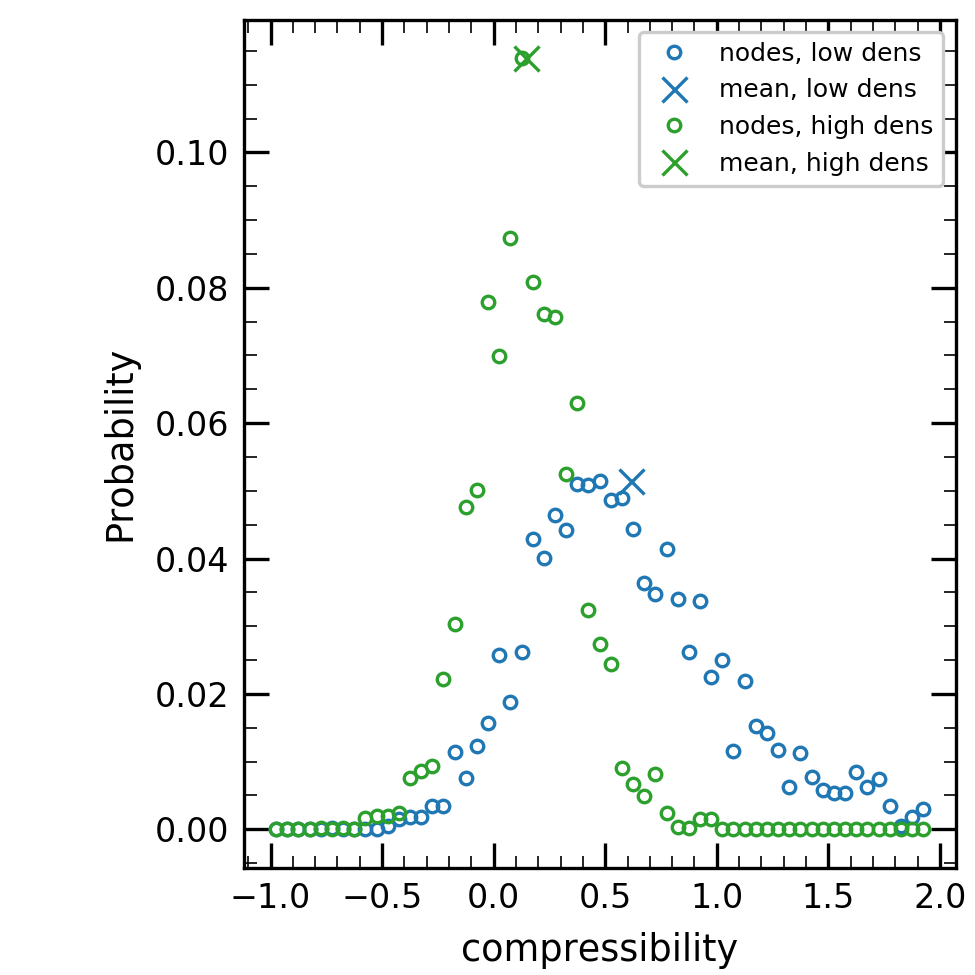 nodes, low dens
mean, low dens
nodes, high dens
mean, high dens
0.10
0.08
0.06
0.04
0.02
0.00
Probability
−1.0 −0.5 0.0 0.5 1.0 1.5 2.0
compressibility